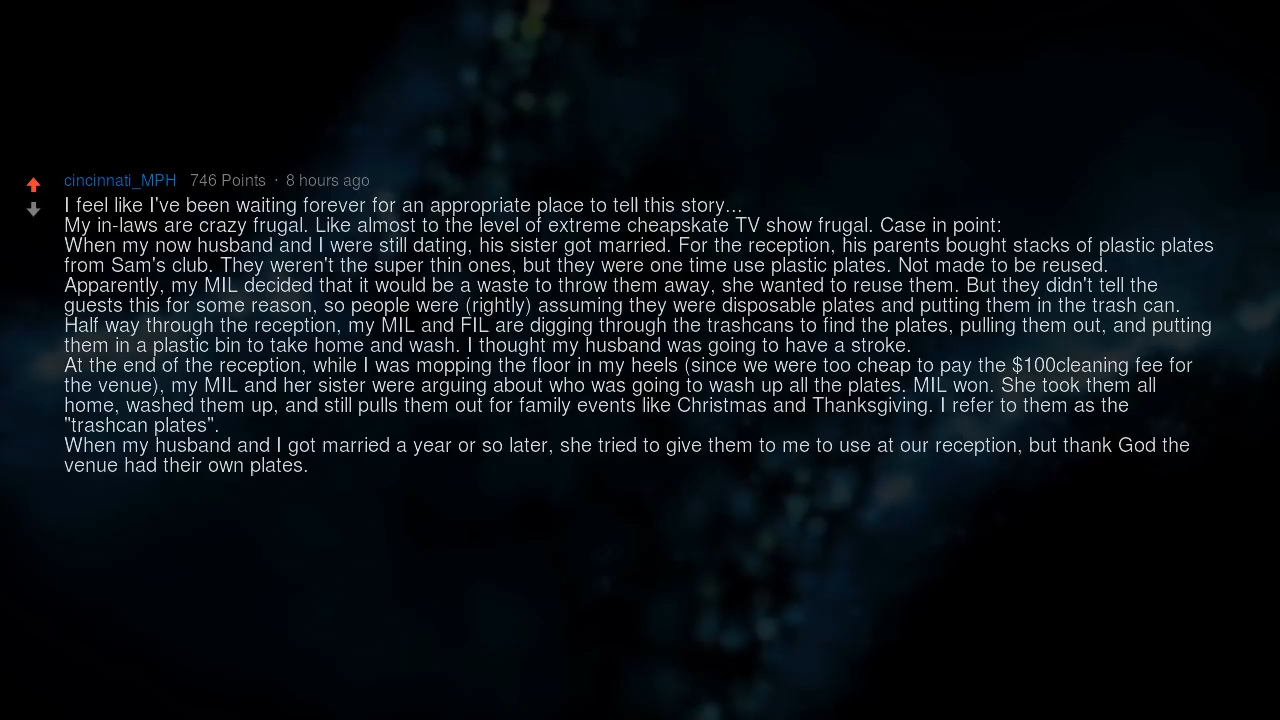 cincinnati_MPH 746 Points · 8 hours ago
I feel like I've been waiting forever for an appropriate place to tell this story...
My in-laws are crazy frugal. Like almost to the level of extreme cheapskate TV show frugal. Case in point:
When my now husband and I were still dating, his sister got married. For the reception, his parents bought stacks of plastic plates
from Sam's club. They weren't the super thin ones, but they were one time use plastic plates. Not made to be reused.
Apparently, my MIL decided that it would be a waste to throw them away, she wanted to reuse them. But they didn't tell the
guests this for some reason, so people were (rightly) assuming they were disposable plates and putting them in the trash can.
Half way through the reception, my MIL and FIL are digging through the trashcans to find the plates, pulling them out, and putting
them in a plastic bin to take home and wash. I thought my husband was going to have a stroke.
At the end of the reception, while I was mopping the floor in my heels (since we were too cheap to pay the $100cleaning fee for
the venue), my MIL and her sister were arguing about who was going to wash up all the plates. MIL won. She took them all
home, washed them up, and still pulls them out for family events like Christmas and Thanksgiving. I refer to them as the
"trashcan plates".
When my husband and I got married a year or so later, she tried to give them to me to use at our reception, but thank God the
venue had their own plates.